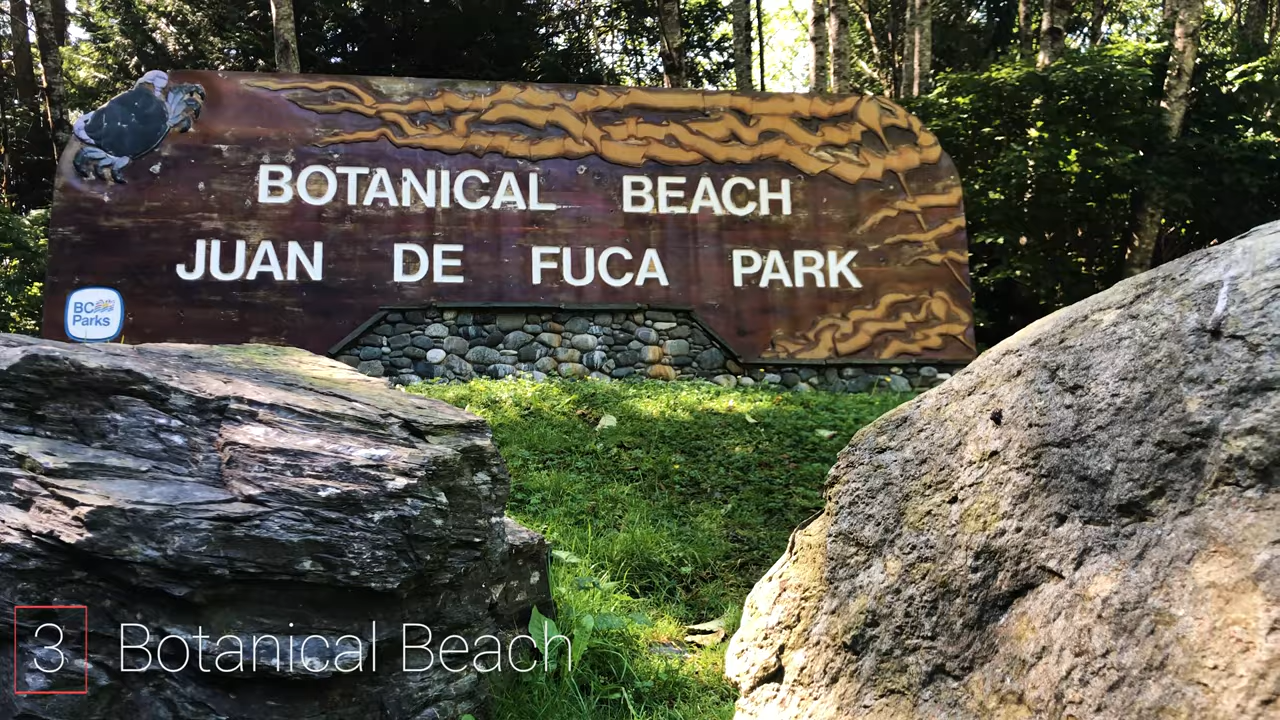 BOTANICAL BEACH
JUAN DE FUCA PARK
BC
Parks
3 Botanical Beach